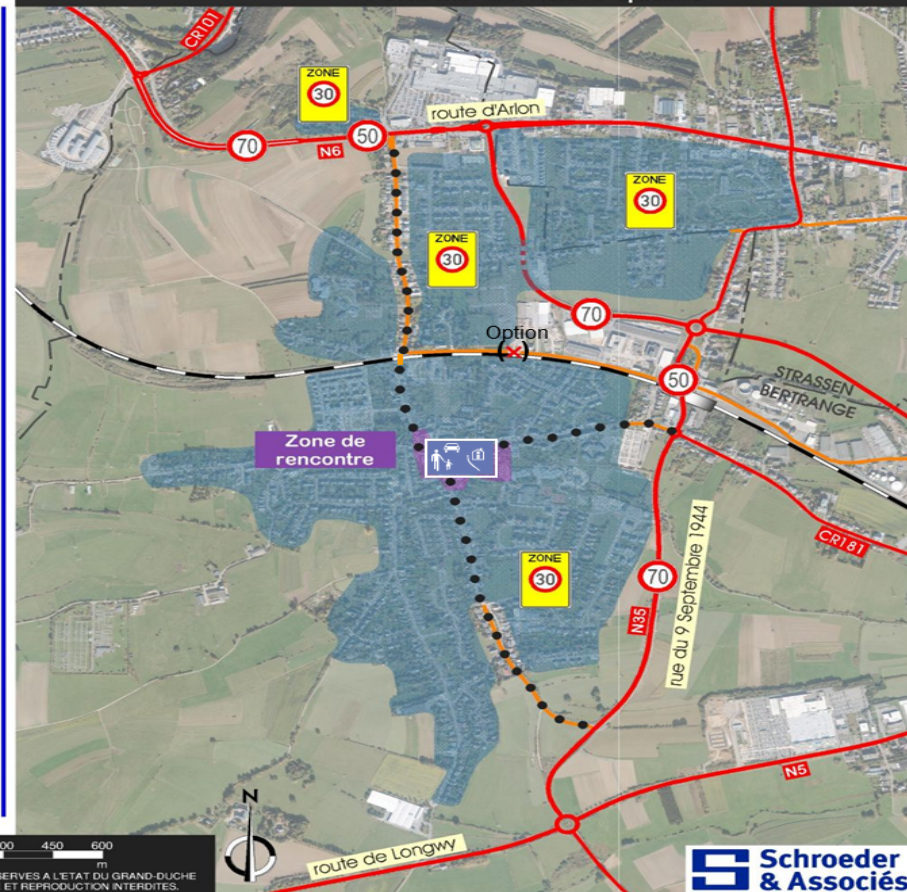 CR101
ZONE
30
route d'Arlon
70
50
N6
ZONE
30
ZONE
30
70
Option
50
STRASSEN
BERTRANGE
Zone de
rencontre
CR181
ZONE
30
70
N35
rue du 9 Septembre 1944
N5
N
route de Longwy
450
600
m
A L'ETAT DU GRAND-DUCHE
ET REPRODUCTION INTERDITES.
Schroeder
& Associés